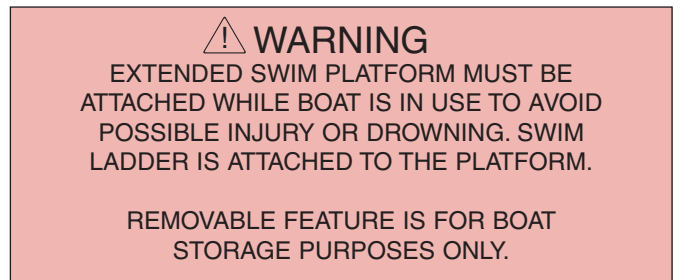 WARNING
EXTENDED SWIM PLATFORM MUST BE
ATTACHED WHILE BOAT IS IN USE TO AVOID
POSSIBLE INJURY OR DROWNING. SWIM
LADDER IS ATTACHED TO THE PLATFORM.
REMOVABLE FEATURE IS FOR BOAT
STORAGE PURPOSES ONLY.